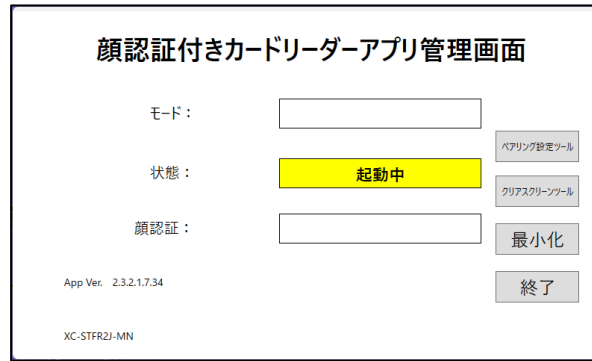 顔認証付きカードリーダーアプリ管理画面
モード：
ペアリング設定ツール
状態：
起動中
クリアスクリーンツール
顔認証：
最小化
App Ver. 2.3.2.1.7.34
終了
XC-STFR2J-MN